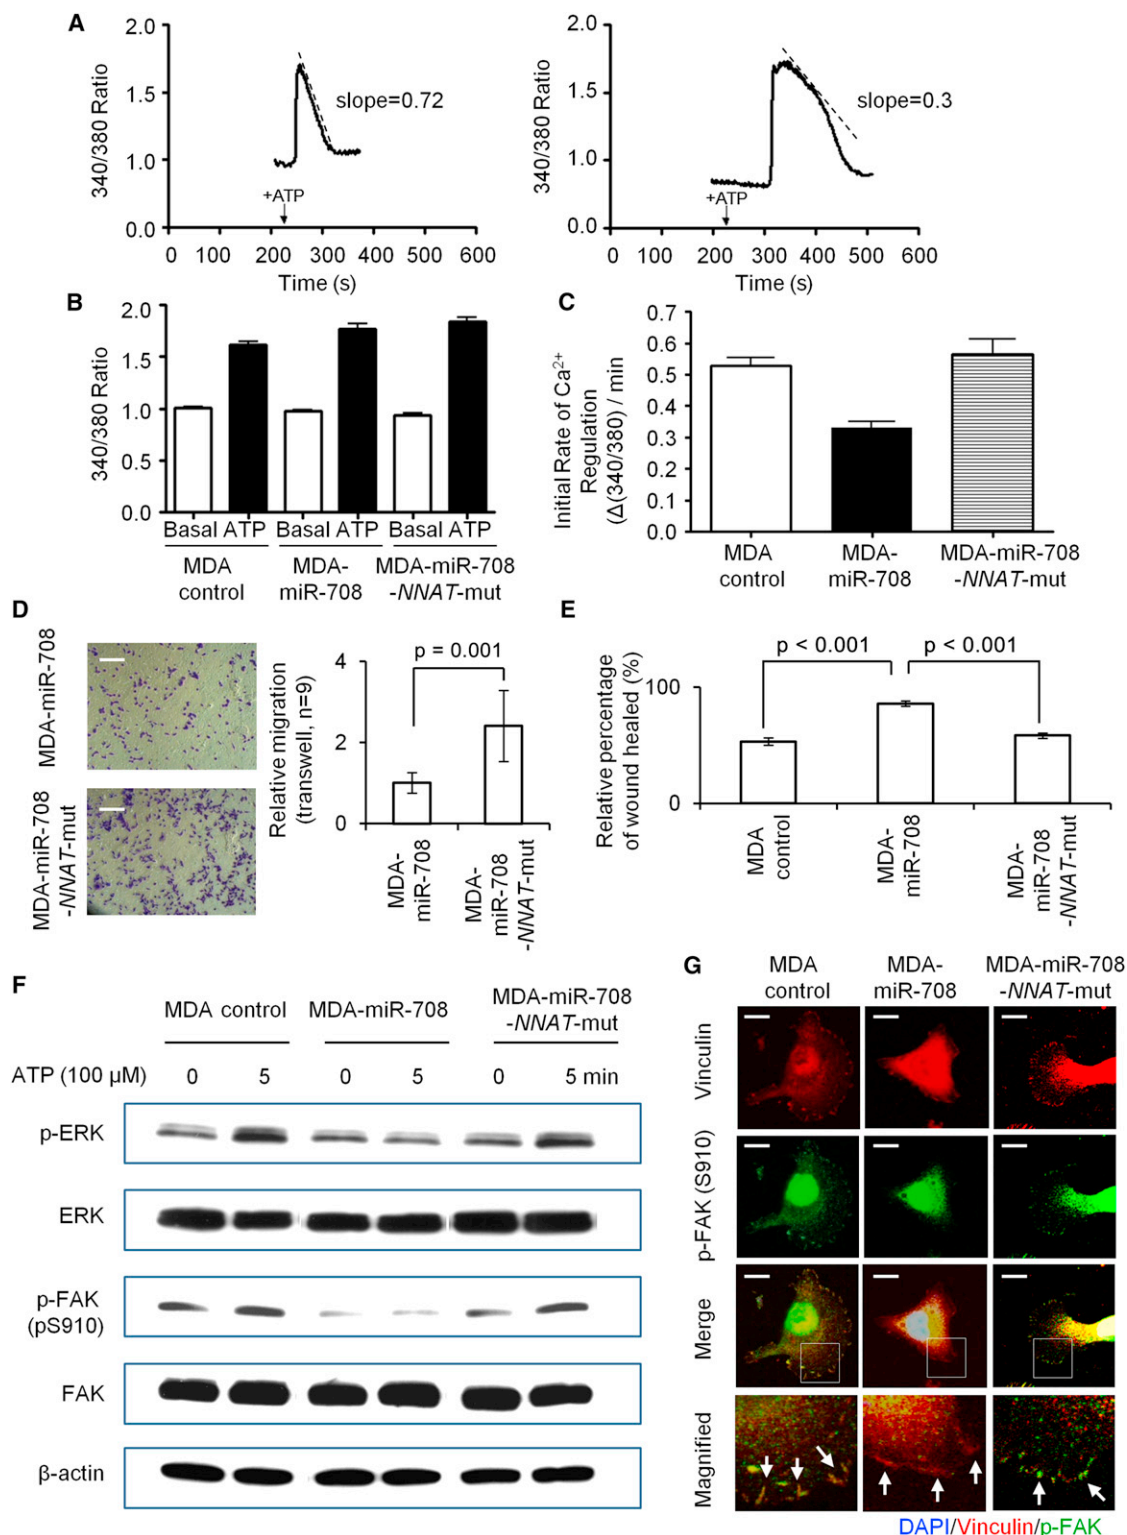 A
2.0
1.5
1.0
0.0
340/380 Ratio
slope=0.72
+ATP
0 100 200 300 400 500 600
Time (s)
2.0
1.5
1.0
0.0
340/380 Ratio
slope=0.3
+ATP
0 100 200 300 400 500 600
Time (s)
B
2.0
1.5
1.0
0.5
0.0
340/380 Ratio
Basal ATP Basal ATP Basal ATP
MDA
control
MDA-
miR-708
MDA-miR-708
-NNAT-mut
C
0.7
0.6
0.5
0.4
0.3
0.2
0.1
0.0
Initial Rate of Ca2+
Regulation
(Δ(340/380) / min
MDA
control
MDA-
miR-708
MDA-miR-708
-NNAT-mut
D
MDA-miR-708
MDA-miR-708
-NNAT-mut
Relative migration
(transwell, n=9)
4
2
0
p = 0.001
MDA-
miR-708
MDA-
miR-708
-NNAT-mut
E
Relative percentage
of wound healed (%)
100
0
p < 0.001
p < 0.001
MDA
control
MDA-
miR-708
MDA-
miR-708
-NNAT-mut
F
MDA control
MDA-miR-708
MDA-miR-708
-NNAT-mut
ATP (100 μM) 0 5 0 5 0 5 min
p-ERK
ERK
p-FAK
(pS910)
FAK
β-actin
G
MDA
control
MDA-
miR-708
MDA-miR-708
-NNAT-mut
Vinculin
p-FAK (S910)
Merge
Magnified
DAPI/Vinculin/p-FAK